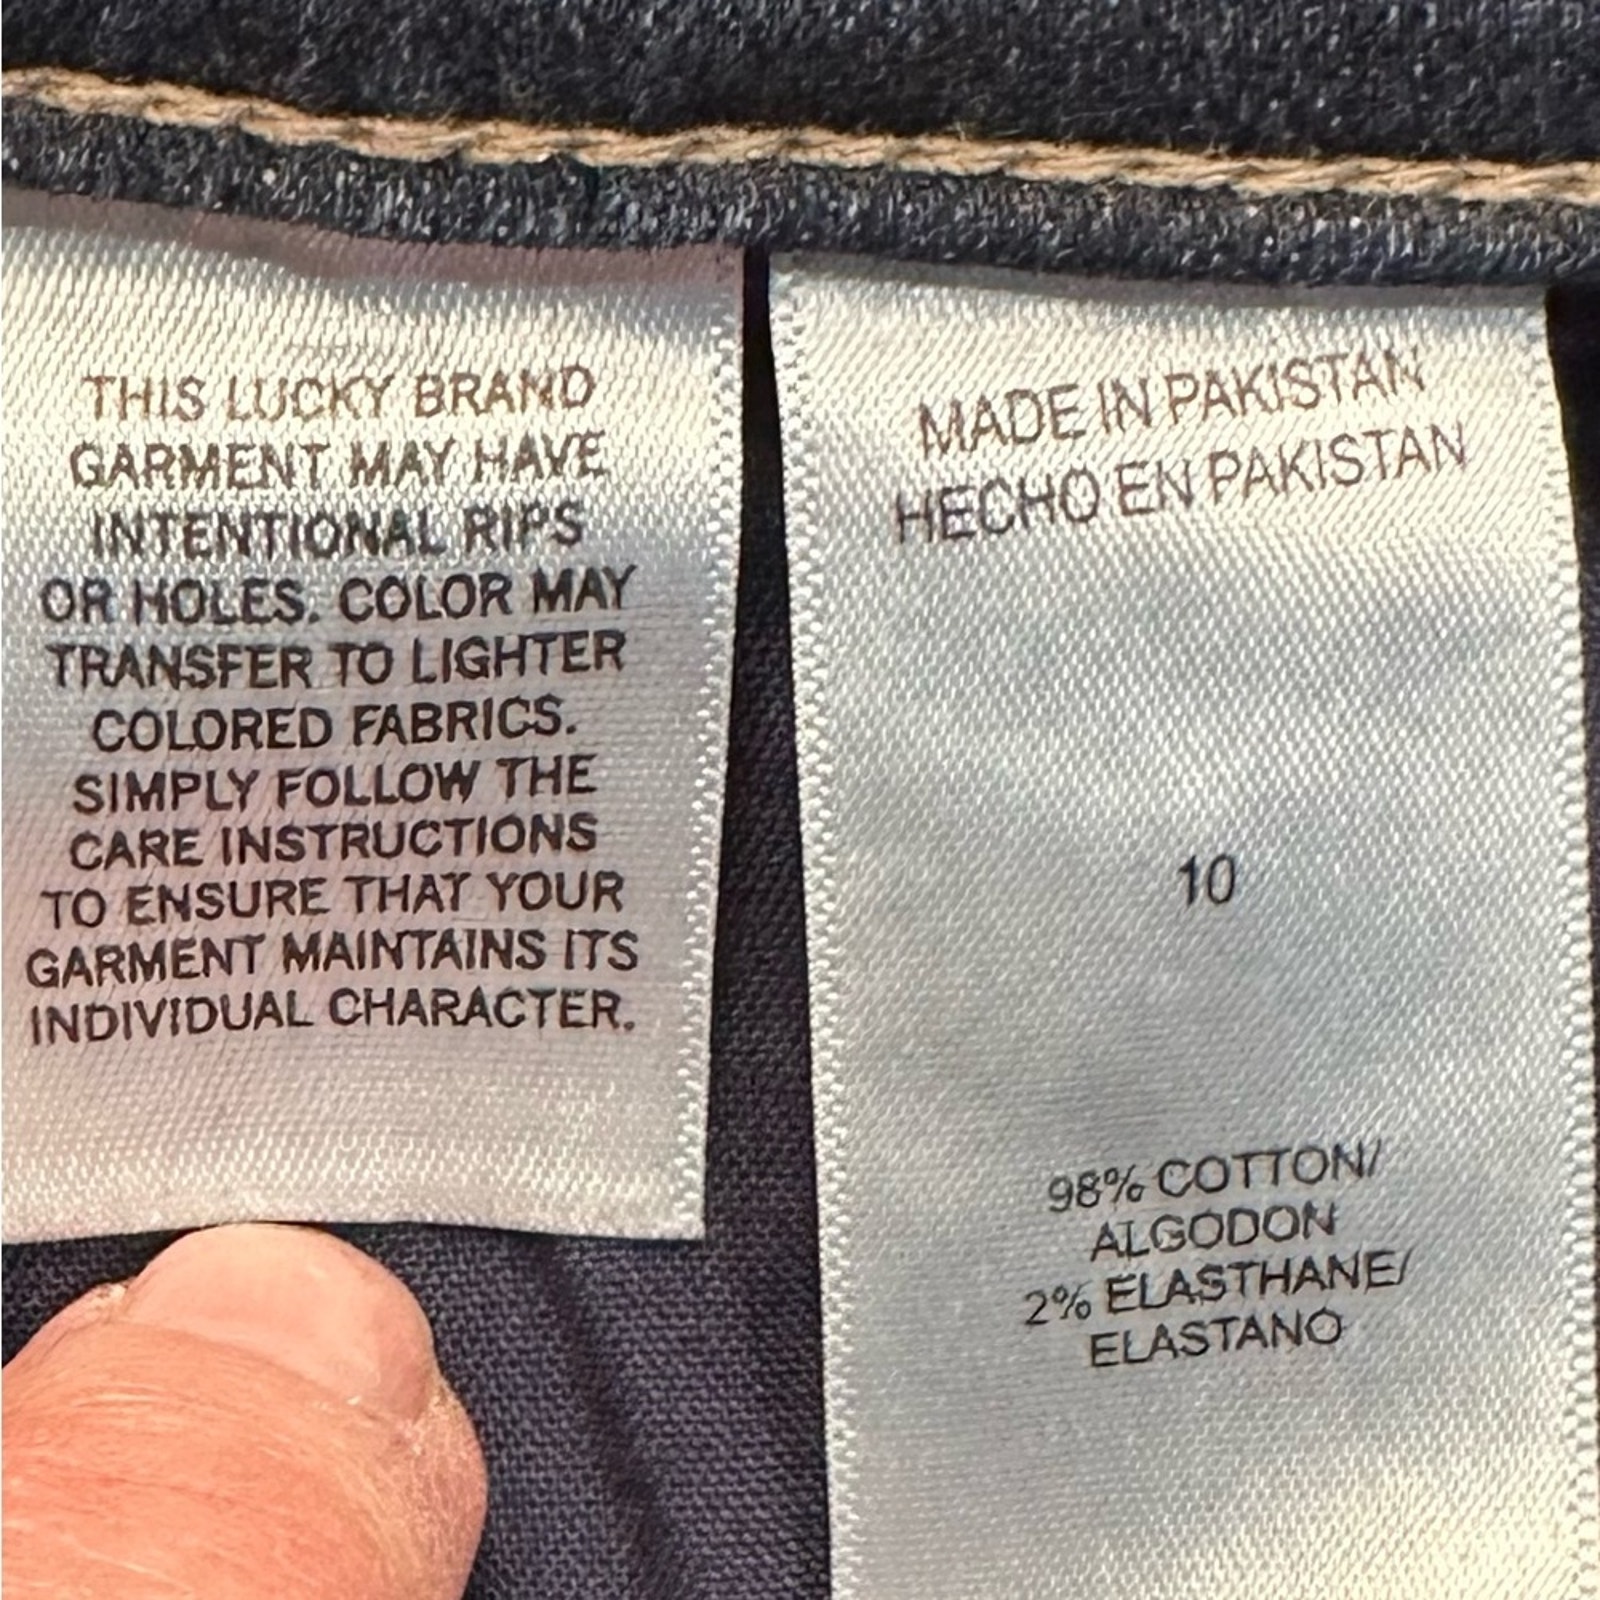 THIS LUCKY BRAND
GARMENT MAY HAVE
INTENTIONAL RIPS
OR HOLES. COLOR MAY
TRANSFER TO LIGHTER
COLORED FABRICS.
SIMPLY FOLLOW THE
CARE INSTRUCTIONS
TO ENSURE THAT YOUR
GARMENT MAINTAINS ITS
INDIVIDUAL CHARACTER.
MADE IN PAKISTAN
HECHO EN PAKISTAN
10
98% COTTON/
ALGODON
2% ELASTHANE/
ELASTANO